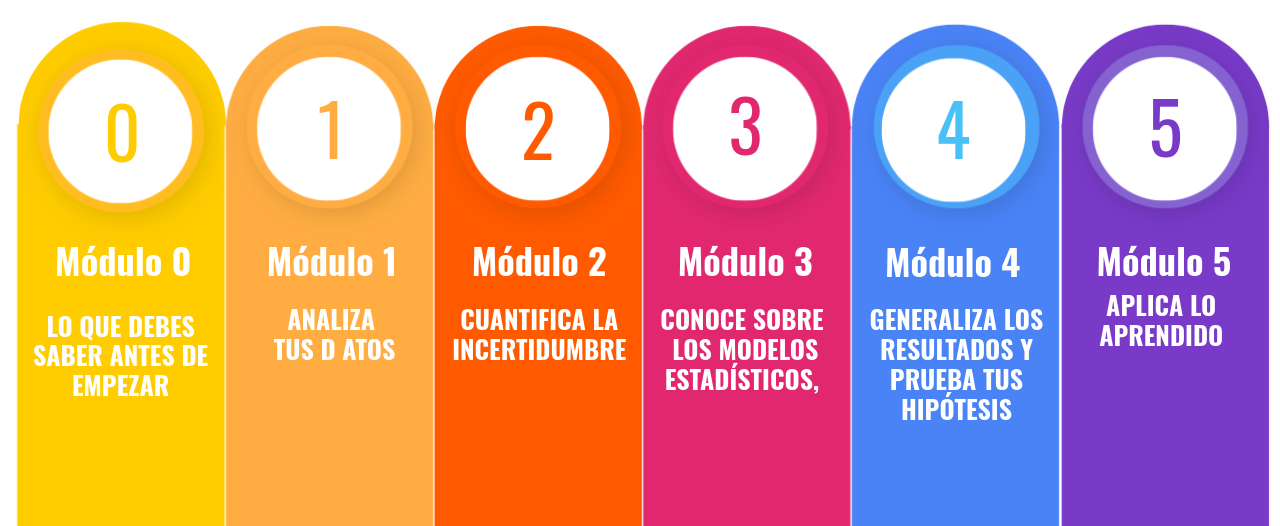 0
Módulo 0
LO QUE DEBES
SABER ANTES DE
EMPEZAR
1
Módulo 1
ANALIZA
TUS D ATOS
2
Módulo 2
CUANTIFICA LA
INCERTIDUMBRE
3
Módulo 3
CONOCE SOBRE
LOS MODELOS
ESTADÍSTICOS,
4
Módulo 4
GENERALIZA LOS
RESULTADOS Y
PRUEBA TUS
HIPÓTESIS
5
Módulo 5
APLICA LO
APRENDIDO